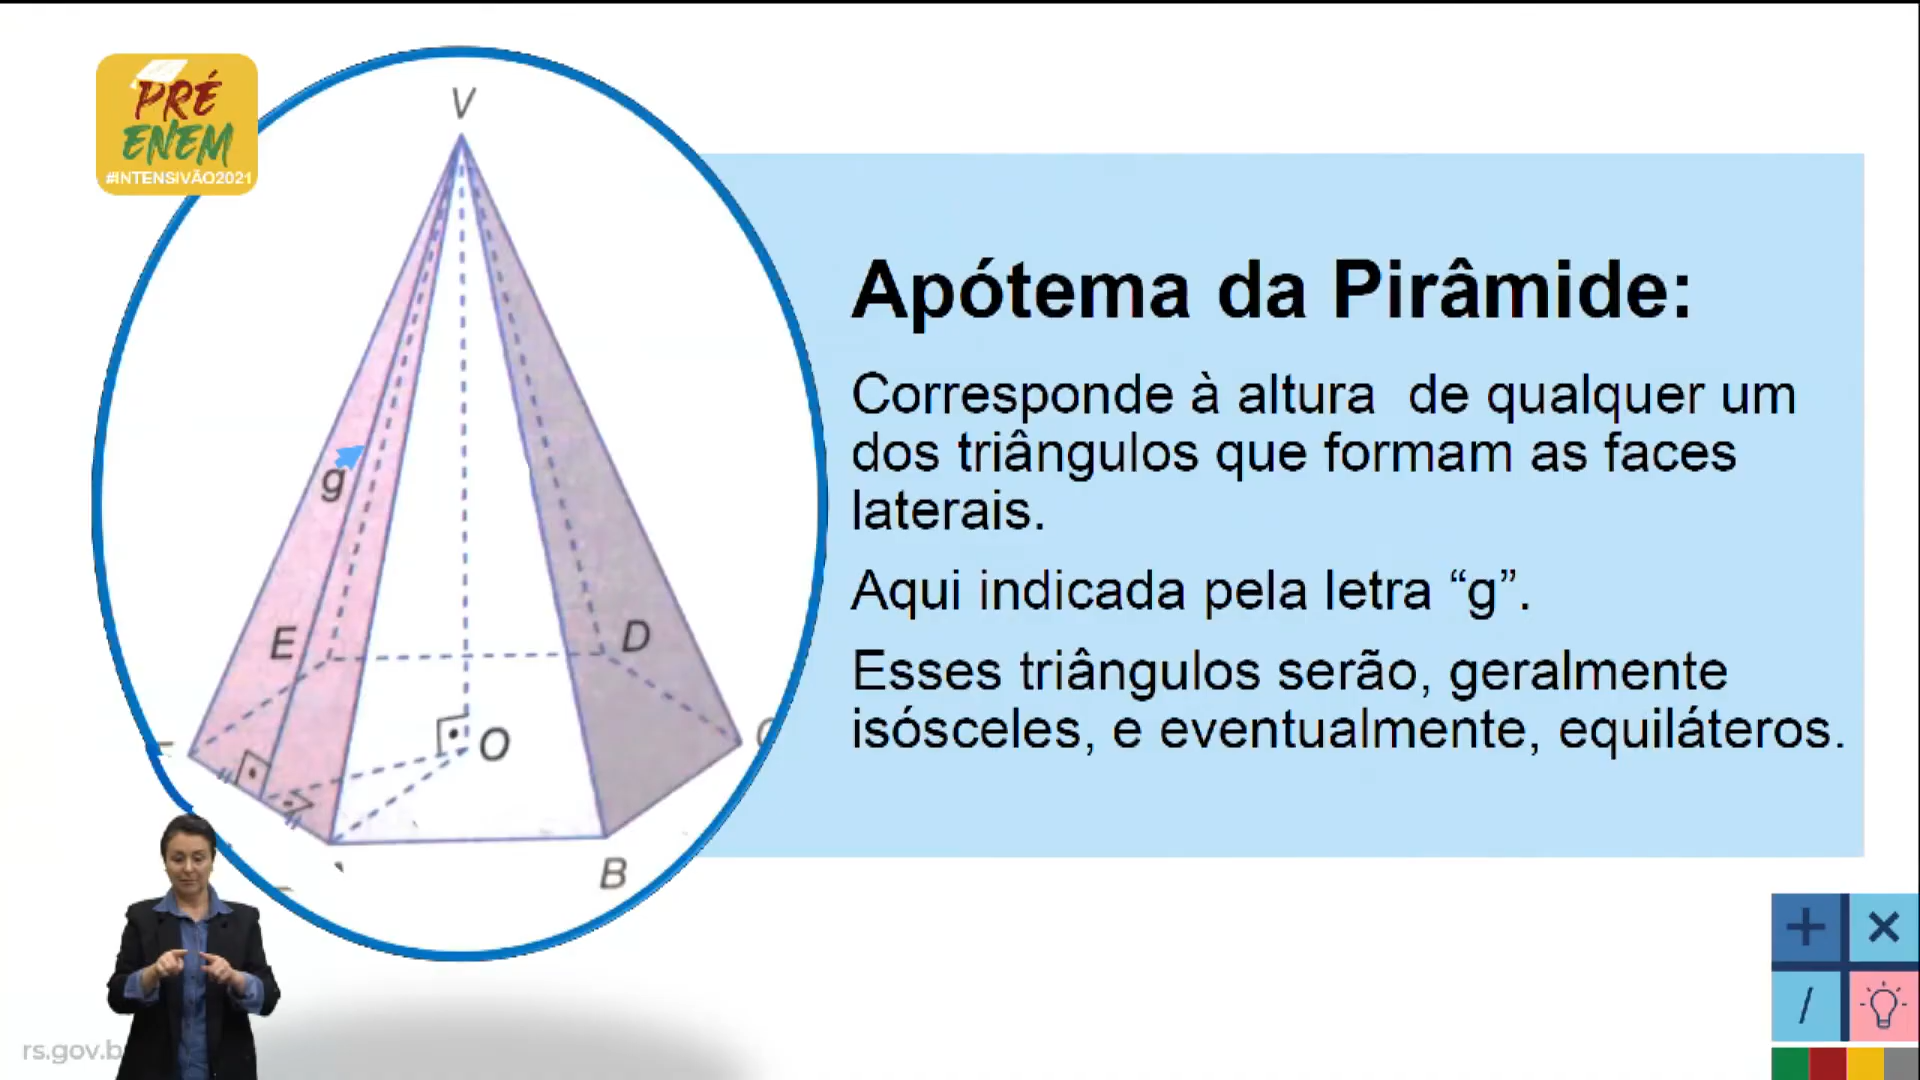 PRÉ
ENEM
#INTENSIVÃO2021
V
g
E
D
O
B
Apótema da Pirâmide:
Corresponde à altura de qualquer um
dos triângulos que formam as faces
laterais.
Aqui indicada pela letra “g”.
Esses triângulos serão, geralmente
isósceles, e eventualmente, equiláteros.
rs.gov.b